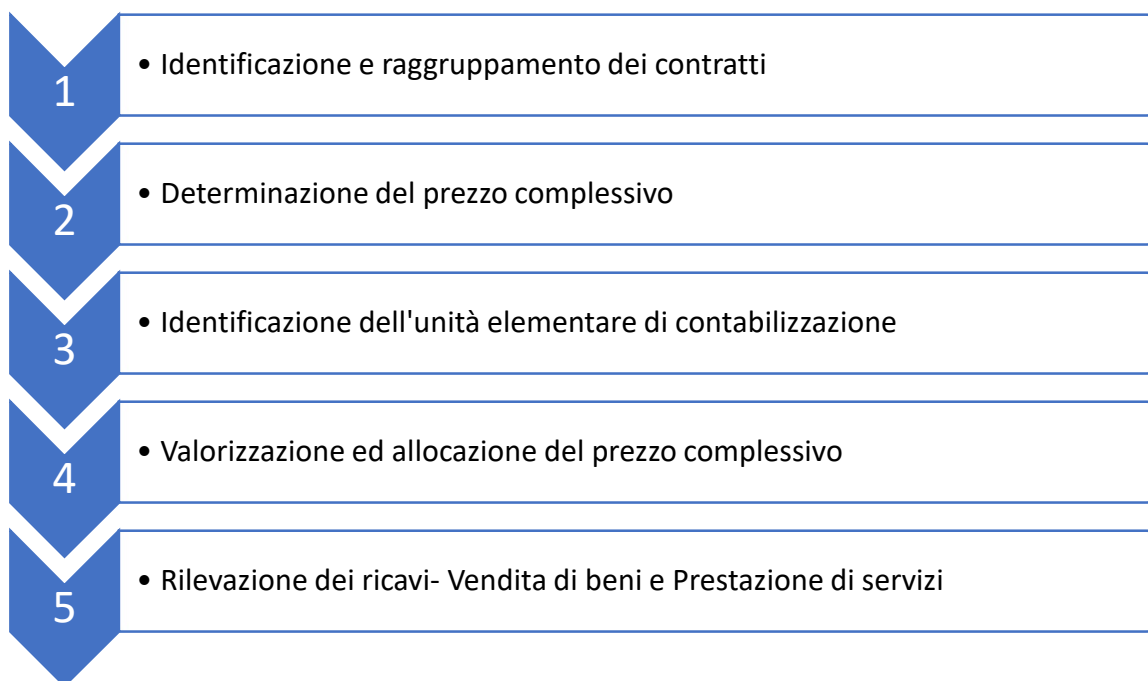 1
• Identificazione e raggruppamento dei contratti
2
• Determinazione del prezzo complessivo
3
• Identificazione dell'unità elementare di contabilizzazione
4
• Valorizzazione ed allocazione del prezzo complessivo
5
• Rilevazione dei ricavi- Vendita di beni e Prestazione di servizi